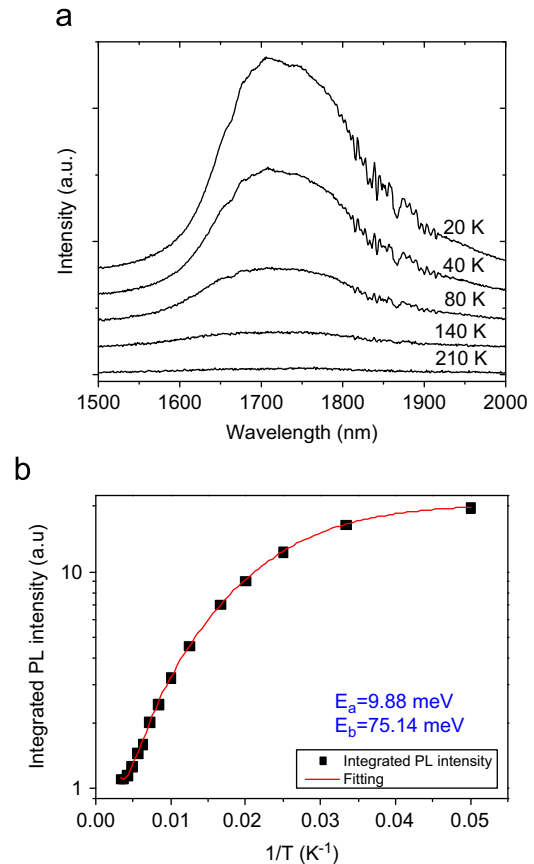 a
Intensity (a.u.)
20 K
40 K
80 K
140 K
210 K
1500 1600 1700 1800 1900 2000
Wavelength (nm)
b
Integrated PL intensity (a.u)
10
1
Eₐ=9.88 meV
E_b=75.14 meV
Integrated PL intensity
Fitting
0.00 0.01 0.02 0.03 0.04 0.05
1/T (K⁻¹)